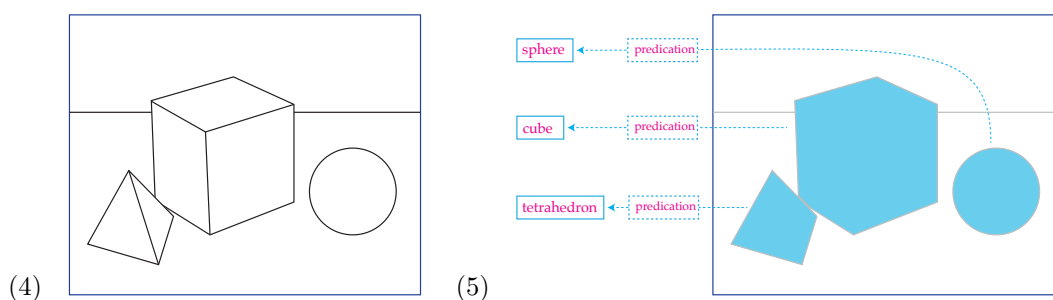 sphere
predication
cube
predication
tetrahedron
predication
(4)
(5)